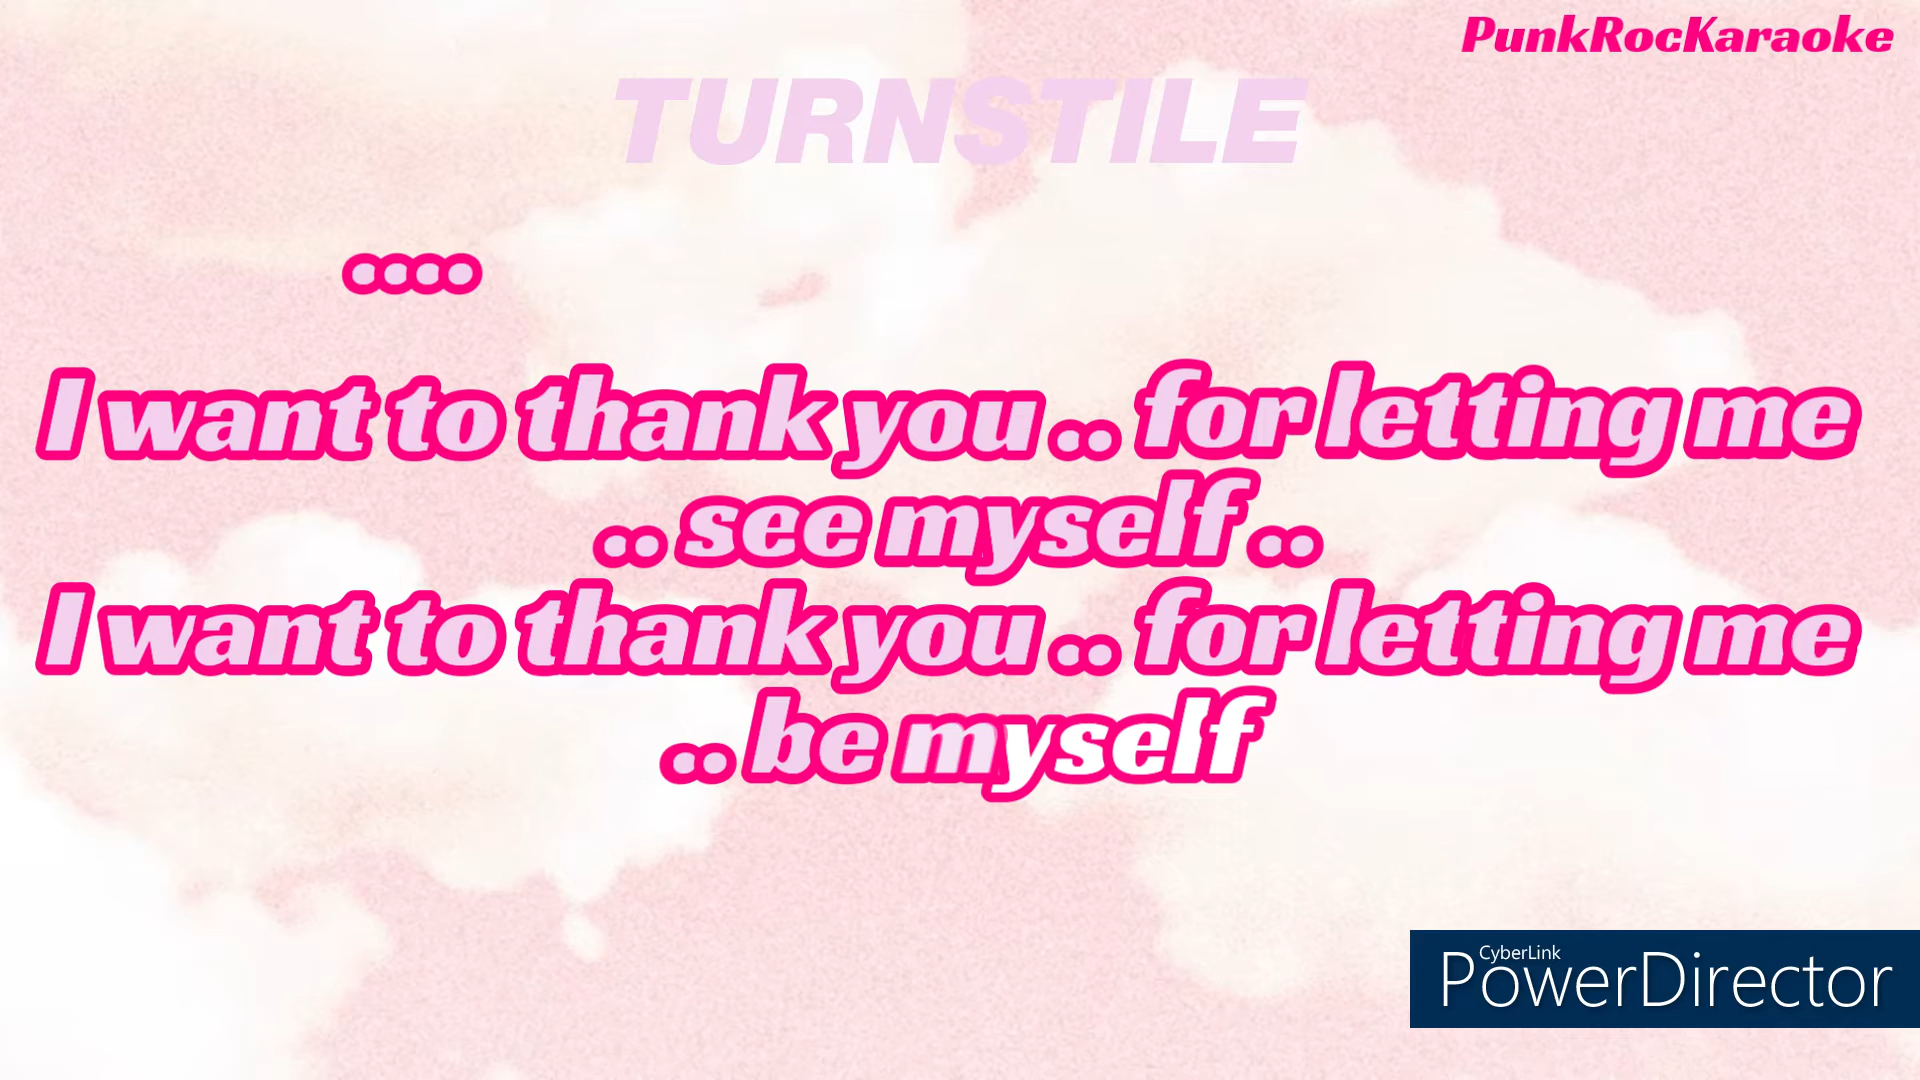 PunkRocKaraoke
TURNSTILE
....
I want to thank you .. for letting me
.. see myself ..
I want to thank you .. for letting me
.. be myself
CyberLink
PowerDirector